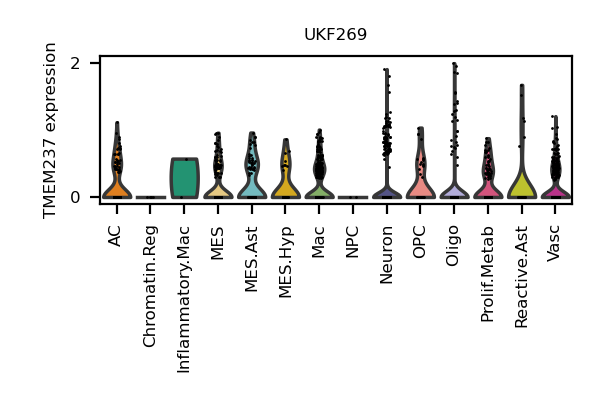 UKF269
TMEM237 expression
2
0
AC
Chromatin.Reg
Inflammatory.Mac
MES
MES.Ast
MES.Hyp
Mac
NPC
Neuron
OPC
Oligo
Prolif.Metab
Reactive.Ast
Vasc